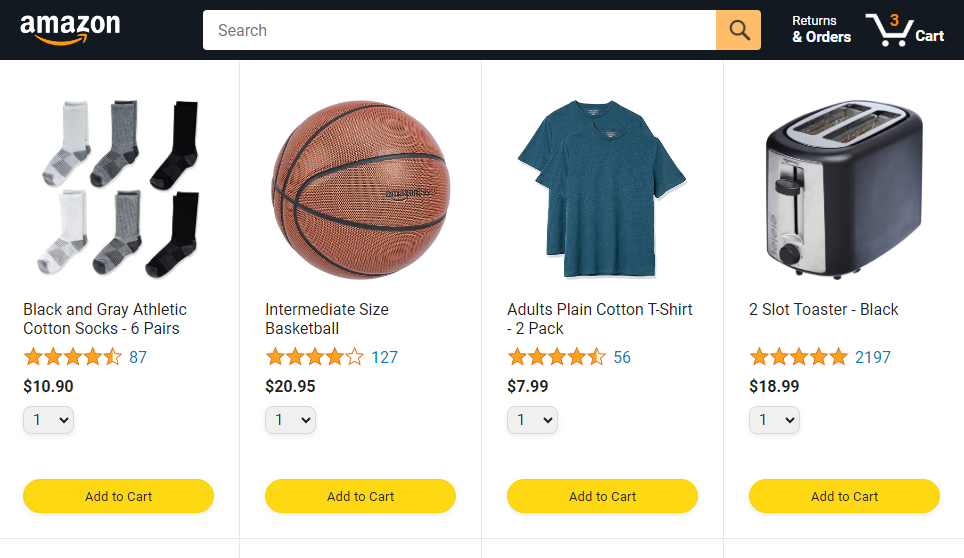 amazon
Search
Returns
& Orders
3
Cart
amazon
Black and Gray Athletic
Cotton Socks - 6 Pairs
87
$10.90
1
Add to Cart
Intermediate Size
Basketball
127
$20.95
1
Add to Cart
Adults Plain Cotton T-Shirt
- 2 Pack
56
$7.99
1
Add to Cart
2 Slot Toaster - Black
2197
$18.99
1
Add to Cart